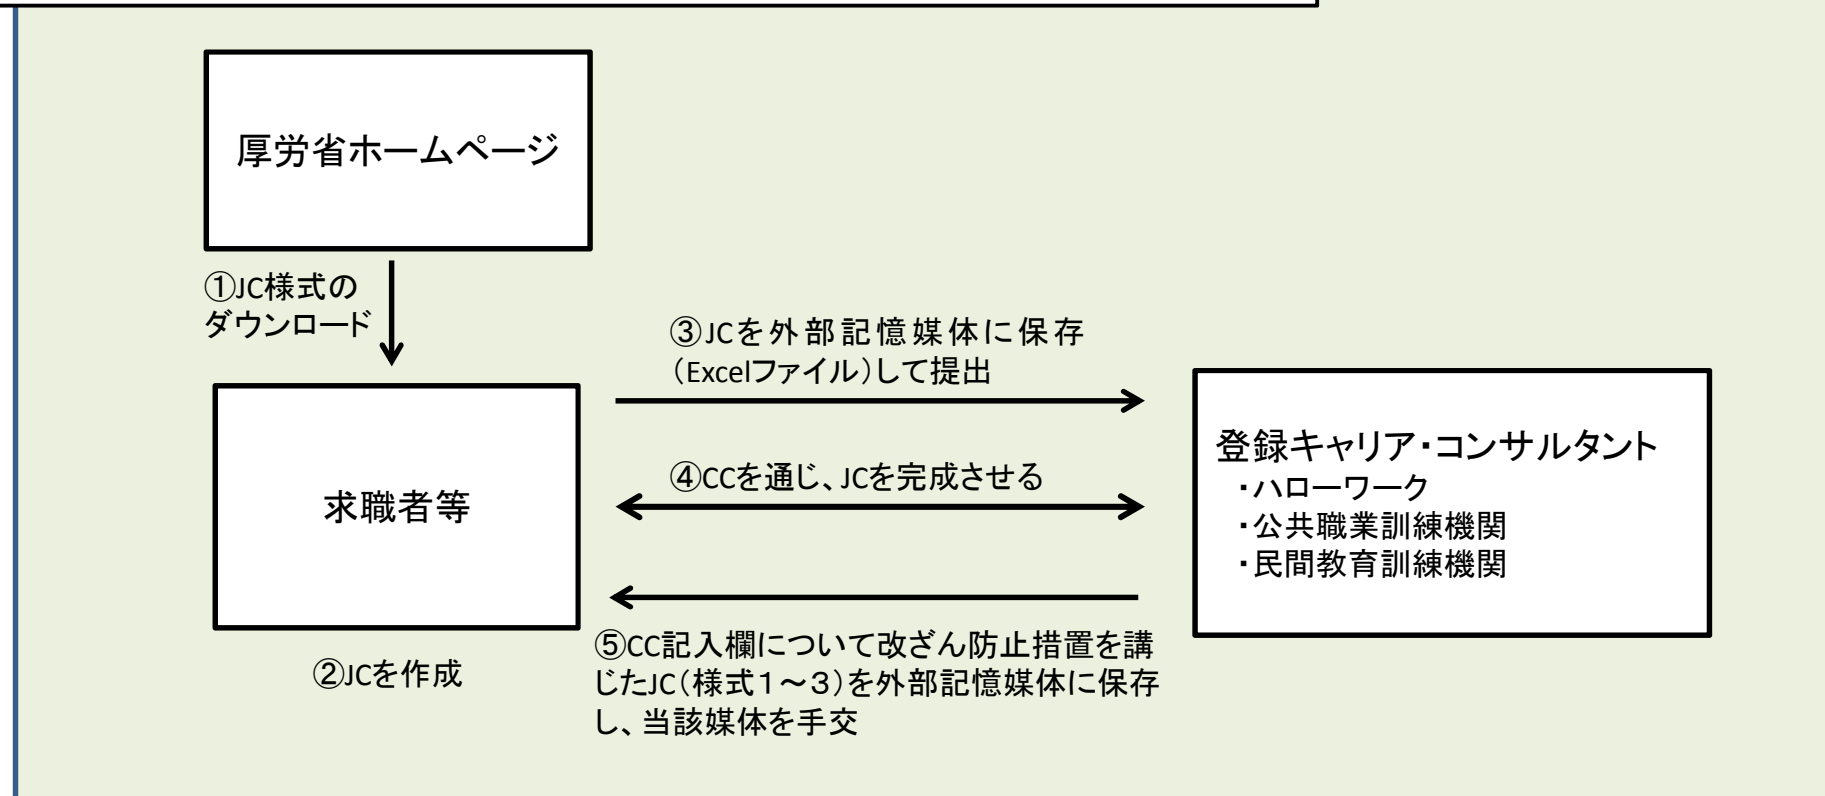 厚労省ホームページ
①JC様式の
ダウンロード
③JCを外部記憶媒体に保存
（Excelファイル）して提出
登録キャリア・コンサルタント
・ハローワーク
・公共職業訓練機関
・民間教育訓練機関
④CCを通じ、JCを完成させる
求職者等
②JCを作成
⑤CC記入欄について改ざん防止措置を講
じたJC（様式１～３）を外部記憶媒体に保存
し、当該媒体を手交